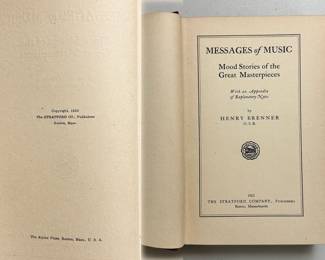 Copyright, 1923
The STRATFORD CO., Publishers
Boston, Mass.
The Alpine Press, Boston, Mass., U. S. A.
MESSAGES of MUSIC
Mood Stories of the
Great Masterpieces
With an Appendix
of Explanatory Notes
by
HENRY BRENNER
O.S.B.
1923
THE STRATFORD COMPANY, Publishers
Boston, Massachusetts